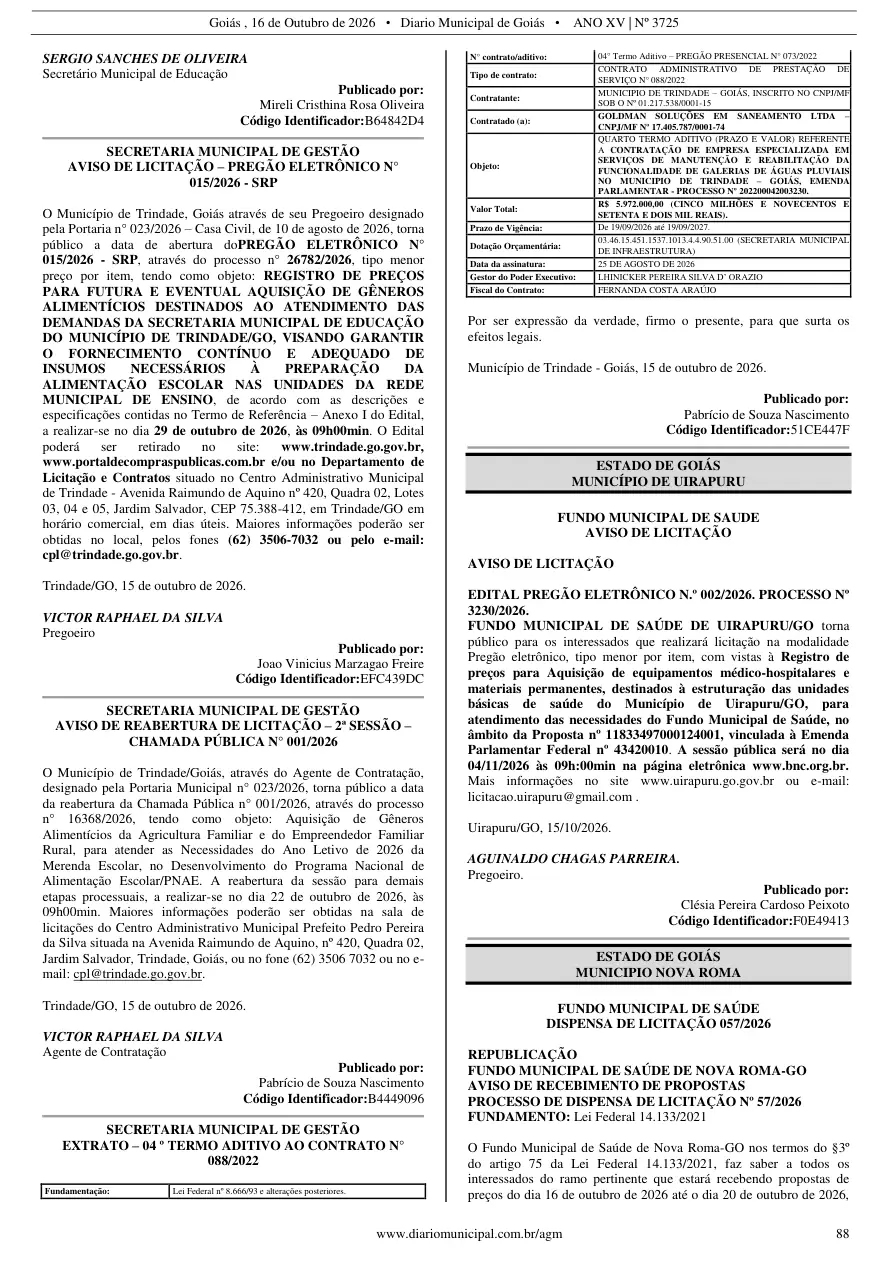 Goiás , 16 de Outubro de 2026 • Diario Municipal de Goiás • ANO XV | Nº 3725
SERGIO SANCHES DE OLIVEIRA
Secretário Municipal de Educação
Publicado por:
Mireli Cristhina Rosa Oliveira
Código Identificador:B64842D4
SECRETARIA MUNICIPAL DE GESTÃO
AVISO DE LICITAÇÃO – PREGÃO ELETRÔNICO N°
015/2026 - SRP
O Município de Trindade, Goiás através de seu Pregoeiro designado
pela Portaria n° 023/2026 – Casa Civil, de 10 de agosto de 2026, torna
público a data de abertura doPREGÃO ELETRÔNICO N°
015/2026 - SRP, através do processo n° 26782/2026, tipo menor
preço por item, tendo como objeto: REGISTRO DE PREÇOS
PARA FUTURA E EVENTUAL AQUISIÇÃO DE GÊNEROS
ALIMENTÍCIOS DESTINADOS AO ATENDIMENTO DAS
DEMANDAS DA SECRETARIA MUNICIPAL DE EDUCAÇÃO
DO MUNICÍPIO DE TRINDADE/GO, VISANDO GARANTIR
O FORNECIMENTO CONTÍNUO E ADEQUADO DE
INSUMOS NECESSÁRIOS À PREPARAÇÃO DA
ALIMENTAÇÃO ESCOLAR NAS UNIDADES DA REDE
MUNICIPAL DE ENSINO, de acordo com as descrições e
especificações contidas no Termo de Referência – Anexo I do Edital,
a realizar-se no dia 29 de outubro de 2026, às 09h00min. O Edital
poderá ser retirado no site: www.trindade.go.gov.br,
www.portaldecompraspublicas.com.br e/ou no Departamento de
Licitação e Contratos situado no Centro Administrativo Municipal
de Trindade - Avenida Raimundo de Aquino nº 420, Quadra 02, Lotes
03, 04 e 05, Jardim Salvador, CEP 75.388-412, em Trindade/GO em
horário comercial, em dias úteis. Maiores informações poderão ser
obtidas no local, pelos fones (62) 3506-7032 ou pelo e-mail:
cpl@trindade.go.gov.br.
Trindade/GO, 15 de outubro de 2026.
VICTOR RAPHAEL DA SILVA
Pregoeiro
Publicado por:
Joao Vinicius Marzagao Freire
Código Identificador:EFC439DC
SECRETARIA MUNICIPAL DE GESTÃO
AVISO DE REABERTURA DE LICITAÇÃO – 2ª SESSÃO –
CHAMADA PÚBLICA N° 001/2026
O Município de Trindade/Goiás, através do Agente de Contratação,
designado pela Portaria Municipal n° 023/2026, torna público a data
da reabertura da Chamada Pública n° 001/2026, através do processo
n° 16368/2026, tendo como objeto: Aquisição de Gêneros
Alimentícios da Agricultura Familiar e do Empreendedor Familiar
Rural, para atender as Necessidades do Ano Letivo de 2026 da
Merenda Escolar, no Desenvolvimento do Programa Nacional de
Alimentação Escolar/PNAE. A reabertura da sessão para demais
etapas processuais, a realizar-se no dia 22 de outubro de 2026, às
09h00min. Maiores informações poderão ser obtidas na sala de
licitações do Centro Administrativo Municipal Prefeito Pedro Pereira
da Silva situada na Avenida Raimundo de Aquino, nº 420, Quadra 02,
Jardim Salvador, Trindade, Goiás, ou no fone (62) 3506 7032 ou no e-
mail: cpl@trindade.go.gov.br.
Trindade/GO, 15 de outubro de 2026.
VICTOR RAPHAEL DA SILVA
Agente de Contratação
Publicado por:
Pabrício de Souza Nascimento
Código Identificador:B4449096
SECRETARIA MUNICIPAL DE GESTÃO
EXTRATO – 04 º TERMO ADITIVO AO CONTRATO N°
088/2022
Fundamentação: Lei Federal nº 8.666/93 e alterações posteriores.
N° contrato/aditivo: 04° Termo Aditivo – PREGÃO PRESENCIAL N° 073/2022
Tipo de contrato: CONTRATO ADMINISTRATIVO DE PRESTAÇÃO DE
SERVIÇO N° 088/2022
Contratante: MUNICIPIO DE TRINDADE – GOIÁS, INSCRITO NO CNPJ/MF
SOB O Nº 01.217.538/0001-15
Contratado (a): GOLDMAN SOLUÇÕES EM SANEAMENTO LTDA –
CNPJ/MF Nº 17.405.787/0001-74
Objeto: QUARTO TERMO ADITIVO (PRAZO E VALOR) REFERENTE
A CONTRATAÇÃO DE EMPRESA ESPECIALIZADA EM
SERVIÇOS DE MANUTENÇÃO E REABILITAÇÃO DA
FUNCIONALIDADE DE GALERIAS DE ÁGUAS PLUVIAIS
NO MUNICIPIO DE TRINDADE – GOIÁS, EMENDA
PARLAMENTAR - PROCESSO Nº 202200042003230.
Valor Total: R$ 5.972.000,00 (CINCO MILHÕES E NOVECENTOS E
SETENTA E DOIS MIL REAIS).
Prazo de Vigência: De 19/09/2026 até 19/09/2027.
Dotação Orçamentária: 03.46.15.451.1537.1013.4.4.90.51.00 (SECRETARIA MUNICIPAL
DE INFRAESTRUTURA)
Data da assinatura: 25 DE AGOSTO DE 2026
Gestor do Poder Executivo: LHINICKER PEREIRA SILVA D' ORAZIO
Fiscal do Contrato: FERNANDA COSTA ARAÚJO
Por ser expressão da verdade, firmo o presente, para que surta os
efeitos legais.
Município de Trindade - Goiás, 15 de outubro de 2026.
Publicado por:
Pabrício de Souza Nascimento
Código Identificador:51CE447F
ESTADO DE GOIÁS
MUNICÍPIO DE UIRAPURU
FUNDO MUNICIPAL DE SAUDE
AVISO DE LICITAÇÃO
AVISO DE LICITAÇÃO
EDITAL PREGÃO ELETRÔNICO N.º 002/2026. PROCESSO Nº
3230/2026.
FUNDO MUNICIPAL DE SAÚDE DE UIRAPURU/GO torna
público para os interessados que realizará licitação na modalidade
Pregão eletrônico, tipo menor por item, com vistas à Registro de
preços para Aquisição de equipamentos médico-hospitalares e
materiais permanentes, destinados à estruturação das unidades
básicas de saúde do Município de Uirapuru/GO, para
atendimento das necessidades do Fundo Municipal de Saúde, no
âmbito da Proposta nº 11833497000124001, vinculada à Emenda
Parlamentar Federal nº 43420010. A sessão pública será no dia
04/11/2026 às 09h:00min na página eletrônica www.bnc.org.br.
Mais informações no site www.uirapuru.go.gov.br ou e-mail:
licitacao.uirapuru@gmail.com .
Uirapuru/GO, 15/10/2026.
AGUINALDO CHAGAS PARREIRA.
Pregoeiro.
Publicado por:
Clésia Pereira Cardoso Peixoto
Código Identificador:F0E49413
ESTADO DE GOIÁS
MUNICIPIO NOVA ROMA
FUNDO MUNICIPAL DE SAÚDE
DISPENSA DE LICITAÇÃO 057/2026
REPUBLICAÇÃO
FUNDO MUNICIPAL DE SAÚDE DE NOVA ROMA-GO
AVISO DE RECEBIMENTO DE PROPOSTAS
PROCESSO DE DISPENSA DE LICITAÇÃO Nº 57/2026
FUNDAMENTO: Lei Federal 14.133/2021
O Fundo Municipal de Saúde de Nova Roma-GO nos termos do §3º
do artigo 75 da Lei Federal 14.133/2021, faz saber a todos os
interessados do ramo pertinente que estará recebendo propostas de
preços do dia 16 de outubro de 2026 até o dia 20 de outubro de 2026,
www.diariomunicipal.com.br/agm 88